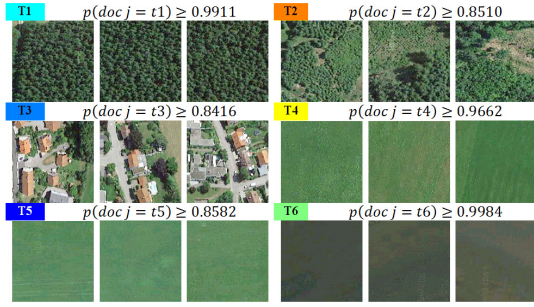 T1 p(doc j = t1) ≥ 0.9911
T2 p(doc j = t2) ≥ 0.8510
T3 p(doc j = t3) ≥ 0.8416
T4 p(doc j = t4) ≥ 0.9662
T5 p(doc j = t5) ≥ 0.8582
T6 p(doc j = t6) ≥ 0.9984